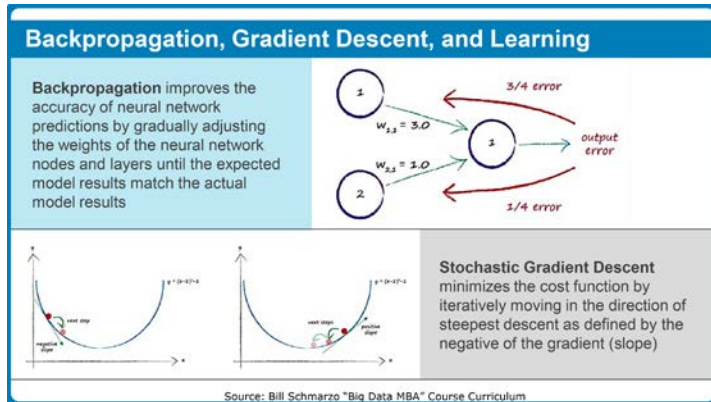 Backpropagation, Gradient Descent, and Learning
Backpropagation improves the
accuracy of neural network
predictions by gradually adjusting
the weights of the neural network
nodes and layers until the expected
model results match the actual
model results
1
3/4 error
w1,1 = 3.0
1
output
error
w2,1 = 1.0
2
1/4 error
y
next step
negative
slope
x
y
next steps
positive
slope
x
Stochastic Gradient Descent
minimizes the cost function by
iteratively moving in the direction of
steepest descent as defined by the
negative of the gradient (slope)
Source: Bill Schmarzo "Big Data MBA" Course Curriculum